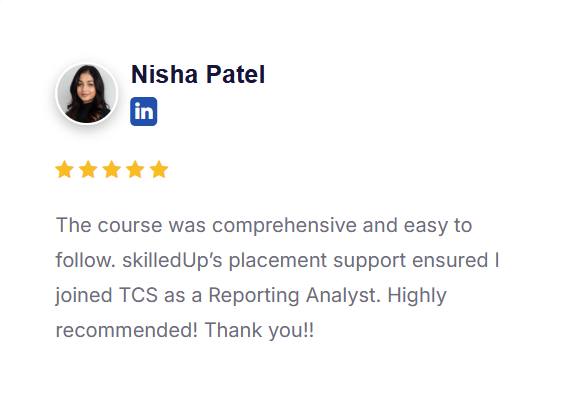 Nisha Patel
in
The course was comprehensive and easy to
follow. skilledUp’s placement support ensured I
joined TCS as a Reporting Analyst. Highly
recommended! Thank you!!